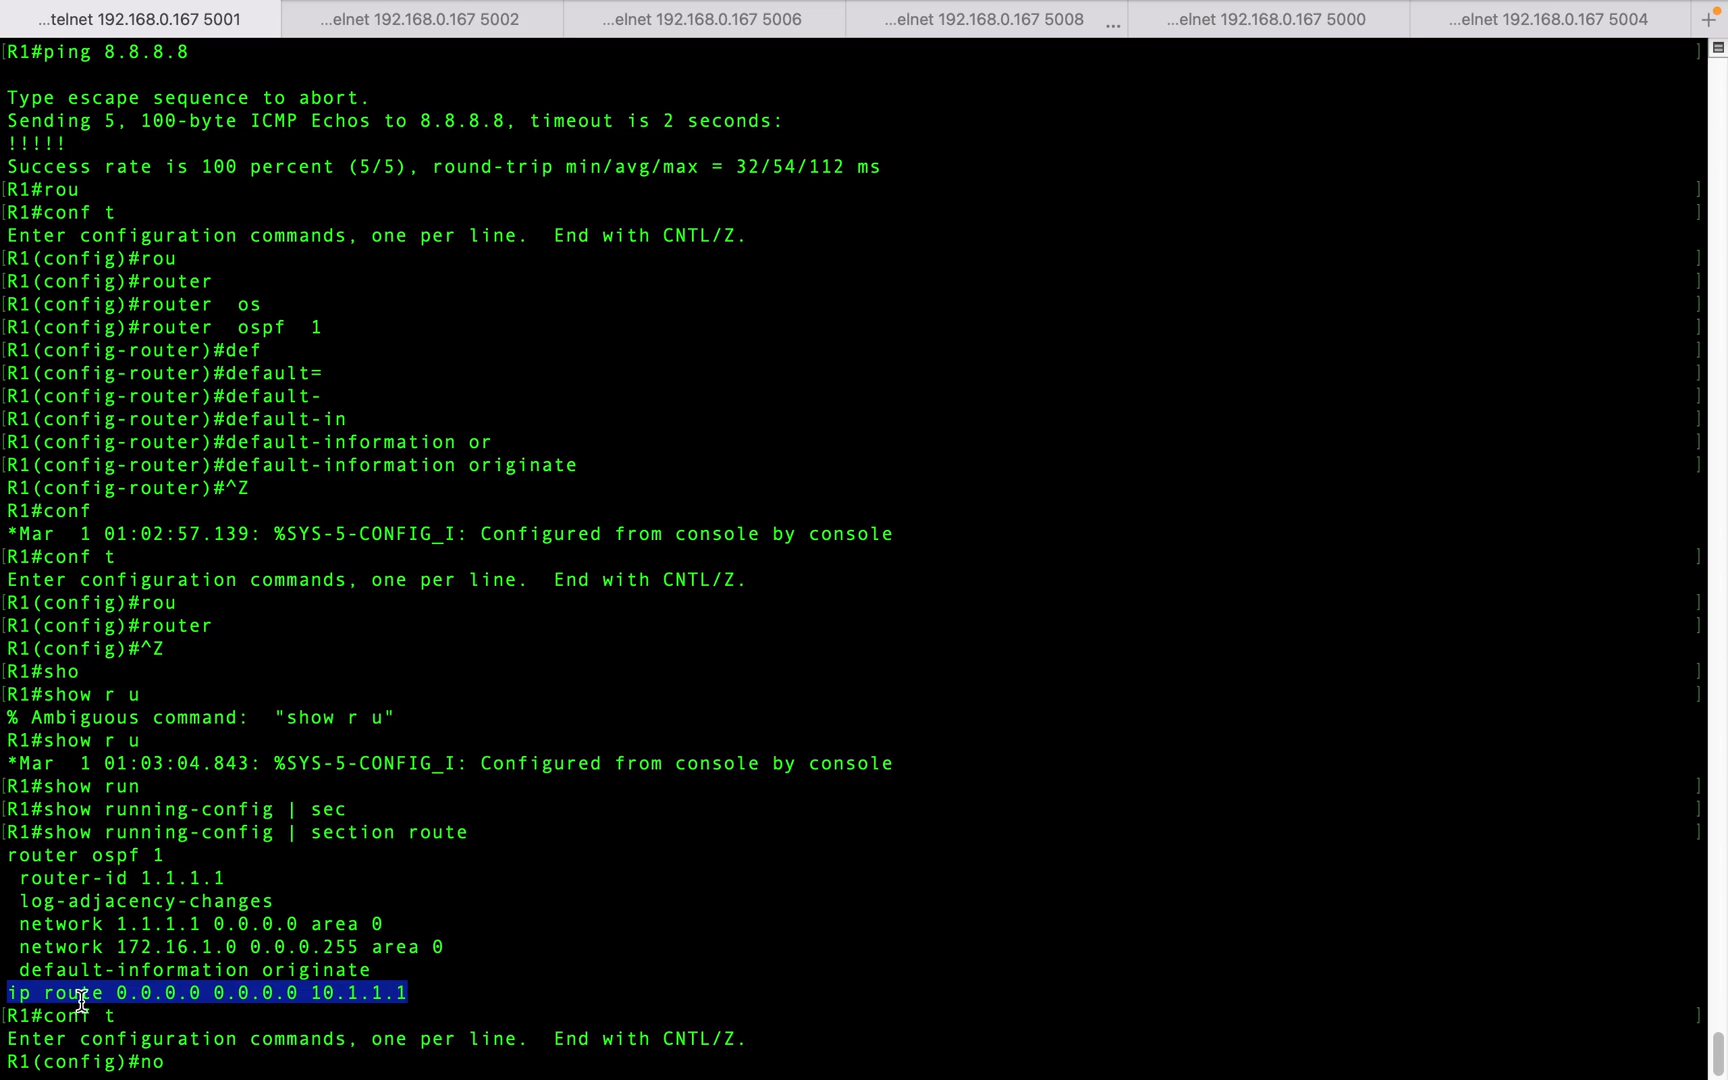 ...telnet 192.168.0.167 5001
...elnet 192.168.0.167 5002
...elnet 192.168.0.167 5006
...elnet 192.168.0.167 5008 ...
...elnet 192.168.0.167 5000
...elnet 192.168.0.167 5004
+
[R1#ping 8.8.8.8 ]
Type escape sequence to abort.
Sending 5, 100-byte ICMP Echos to 8.8.8.8, timeout is 2 seconds:
!!!!!
Success rate is 100 percent (5/5), round-trip min/avg/max = 32/54/112 ms
[R1#rou ]
[R1#conf t ]
Enter configuration commands, one per line.  End with CNTL/Z.
[R1(config)#rou ]
[R1(config)#router ]
[R1(config)#router  os ]
[R1(config)#router  ospf  1 ]
[R1(config-router)#def ]
[R1(config-router)#default= ]
[R1(config-router)#default- ]
[R1(config-router)#default-in ]
[R1(config-router)#default-information or ]
[R1(config-router)#default-information originate ]
R1(config-router)#^Z
R1#conf
*Mar  1 01:02:57.139: %SYS-5-CONFIG_I: Configured from console by console
[R1#conf t ]
Enter configuration commands, one per line.  End with CNTL/Z.
[R1(config)#rou ]
[R1(config)#router ]
R1(config)#^Z
[R1#sho ]
[R1#show r u ]
% Ambiguous command:  "show r u"
R1#show r u
*Mar  1 01:03:04.843: %SYS-5-CONFIG_I: Configured from console by console
[R1#show run ]
[R1#show running-config | sec ]
[R1#show running-config | section route ]
router ospf 1
 router-id 1.1.1.1
 log-adjacency-changes
 network 1.1.1.1 0.0.0.0 area 0
 network 172.16.1.0 0.0.0.255 area 0
 default-information originate
ip route 0.0.0.0 0.0.0.0 10.1.1.1
[R1#conf t ]
Enter configuration commands, one per line.  End with CNTL/Z.
R1(config)#no